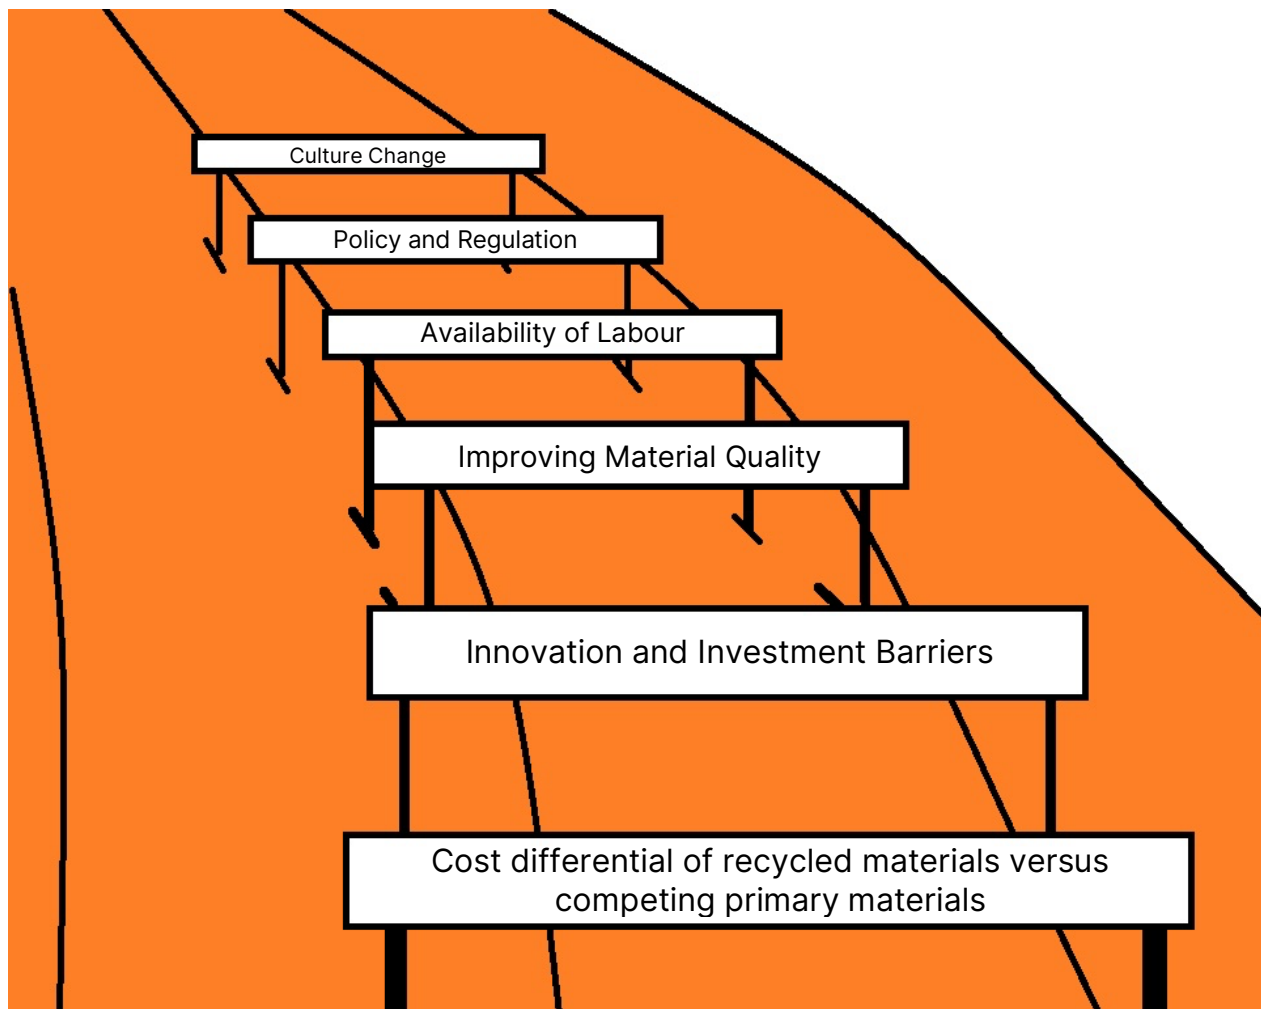 Culture Change
Policy and Regulation
Availability of Labour
Improving Material Quality
Innovation and Investment Barriers
Cost differential of recycled materials versus
competing primary materials